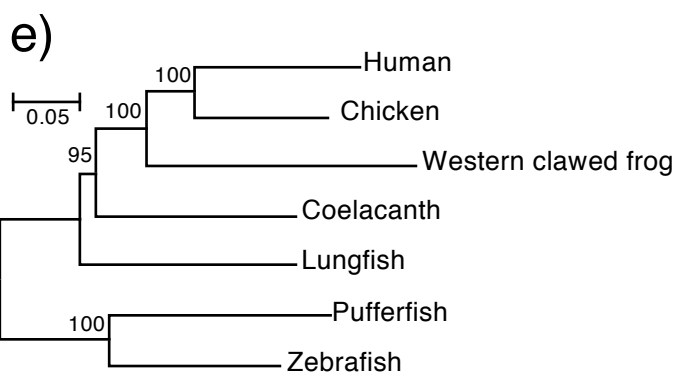 e)
Human
100
0.05
100
Chicken
95
Western clawed frog
Coelacanth
Lungfish
100
Pufferfish
Zebrafish